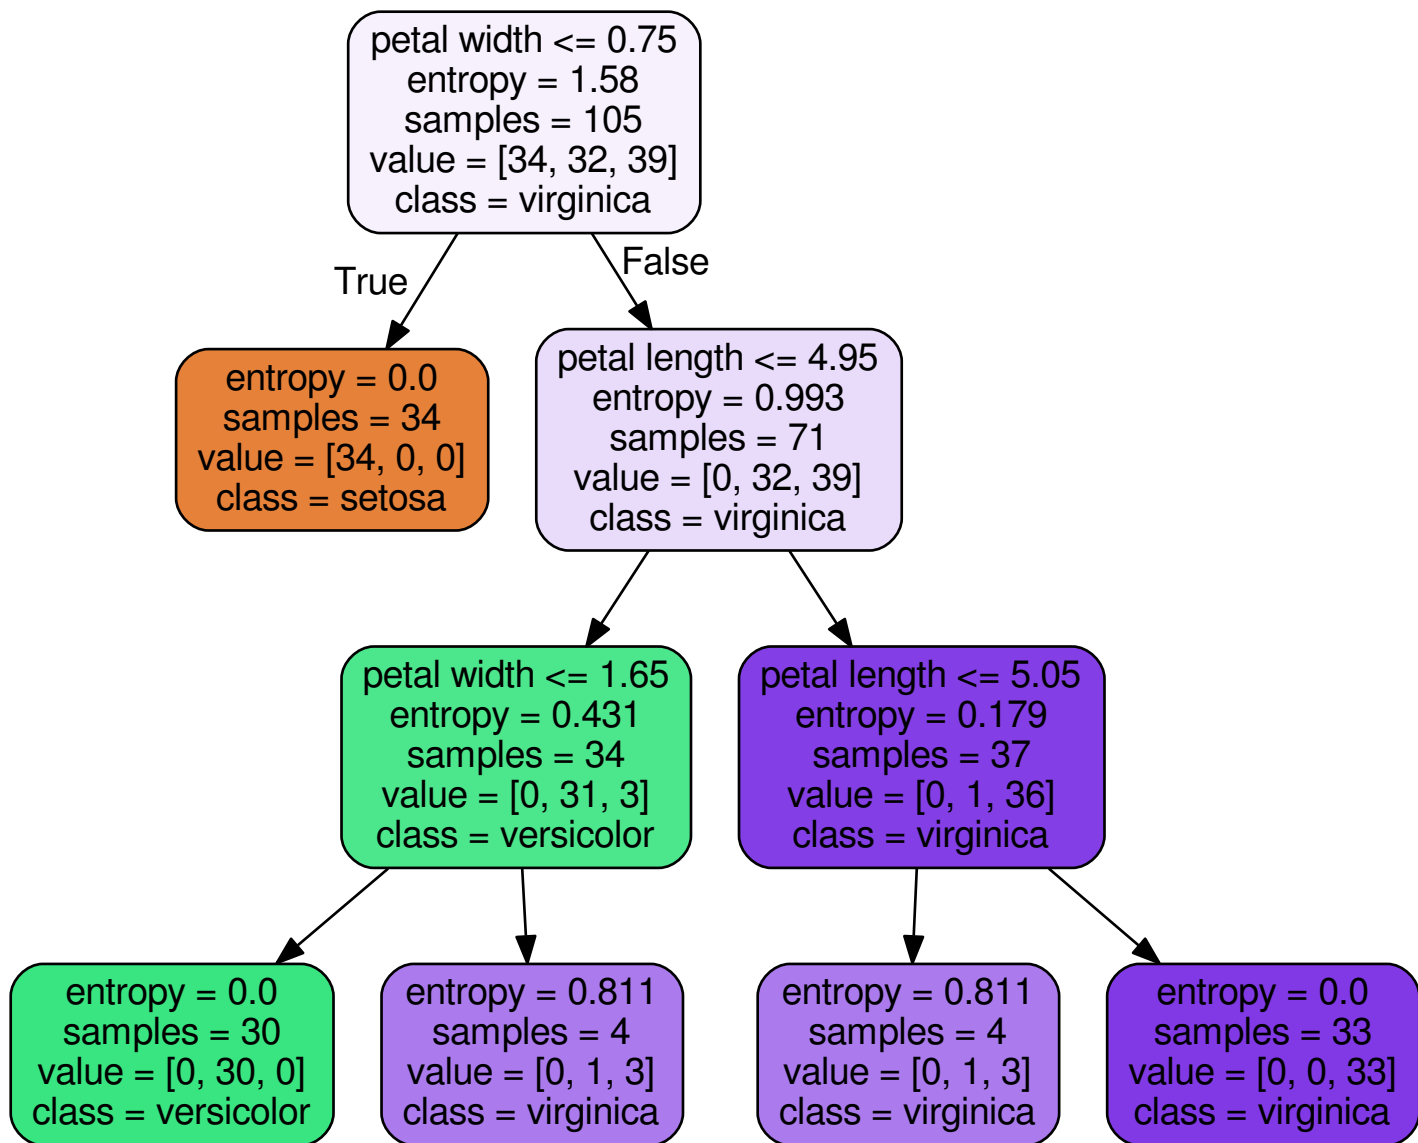 petal width <= 0.75
entropy = 1.58
samples = 105
value = [34, 32, 39]
class = virginica
True
False
entropy = 0.0
samples = 34
value = [34, 0, 0]
class = setosa
petal length <= 4.95
entropy = 0.993
samples = 71
value = [0, 32, 39]
class = virginica
petal width <= 1.65
entropy = 0.431
samples = 34
value = [0, 31, 3]
class = versicolor
petal length <= 5.05
entropy = 0.179
samples = 37
value = [0, 1, 36]
class = virginica
entropy = 0.0
samples = 30
value = [0, 30, 0]
class = versicolor
entropy = 0.811
samples = 4
value = [0, 1, 3]
class = virginica
entropy = 0.811
samples = 4
value = [0, 1, 3]
class = virginica
entropy = 0.0
samples = 33
value = [0, 0, 33]
class = virginica